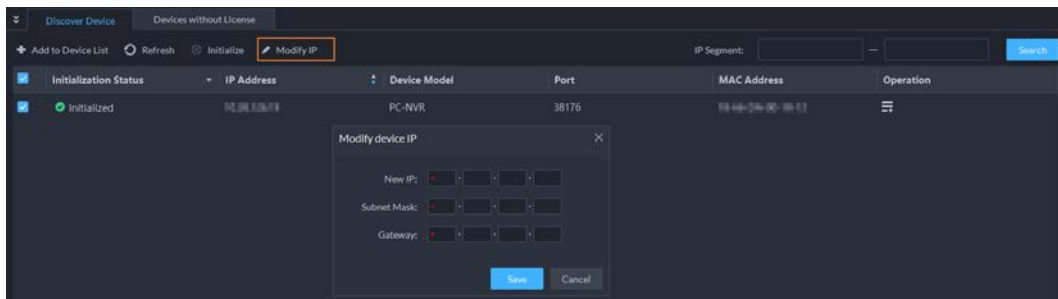 Discover Device Devices without License
Add to Device List Refresh Initialize Modify IP IP Segment: — Search
Initialization Status IP Address Device Model Port MAC Address Operation
Initialized PC-NVR 38176
Modify device IP
New IP:
Subnet Mask:
Gateway:
Save Cancel